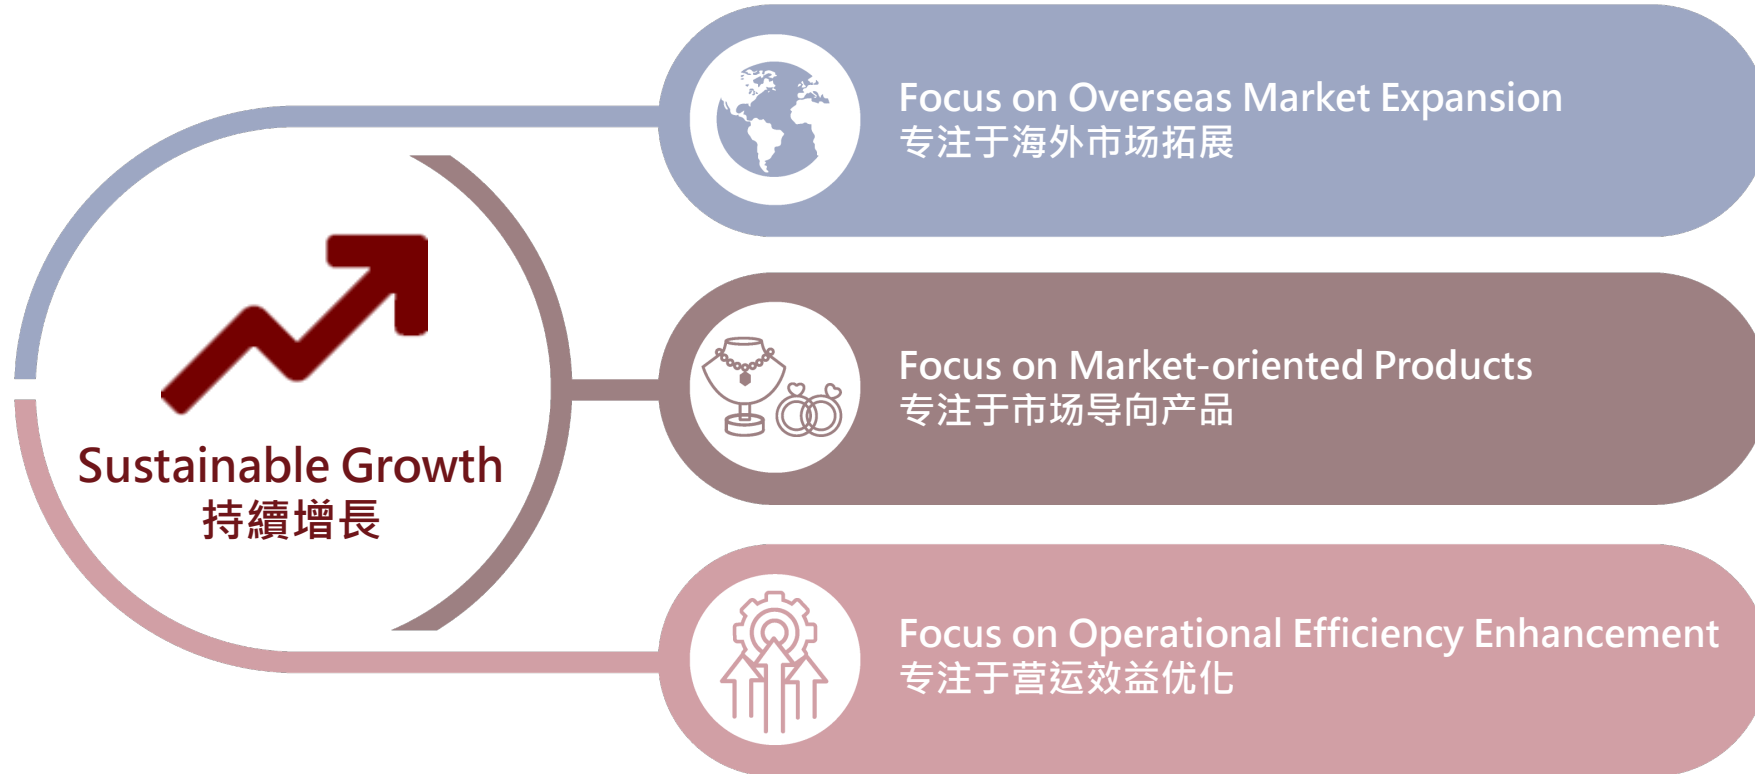 Sustainable Growth
持續增長
Focus on Overseas Market Expansion
专注于海外市场拓展
Focus on Market-oriented Products
专注于市场导向产品
Focus on Operational Efficiency Enhancement
专注于营运效益优化